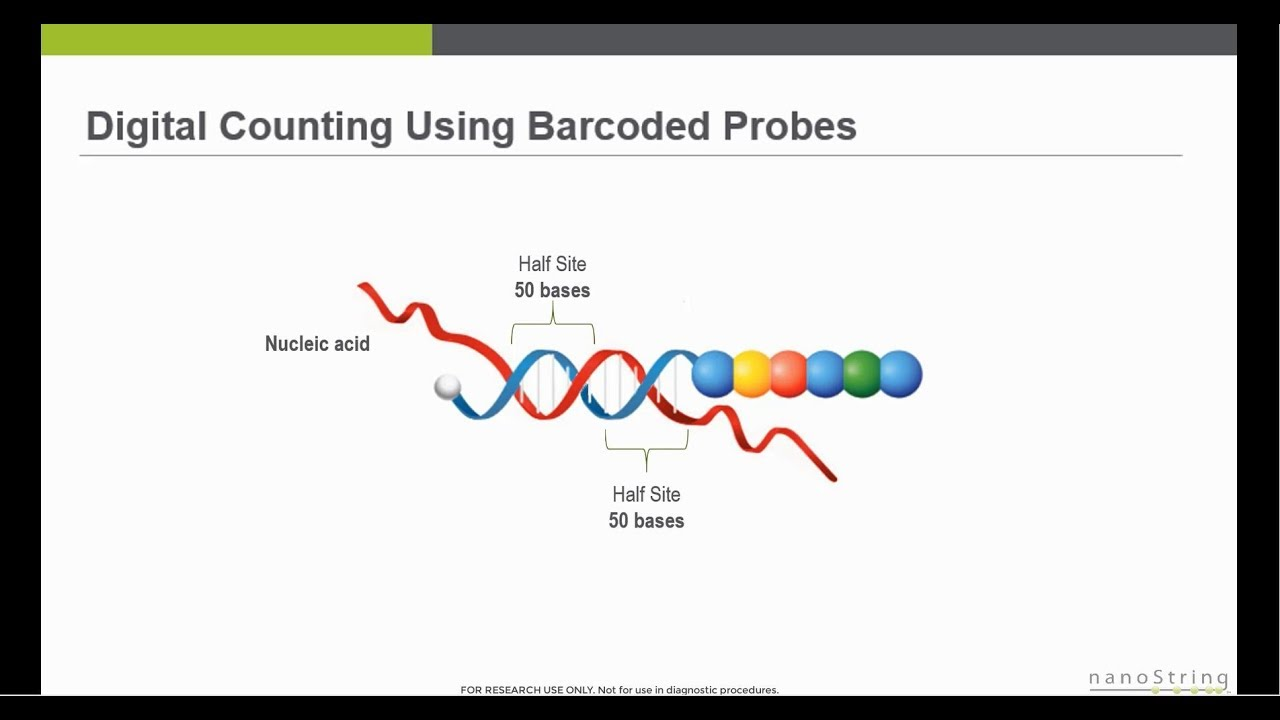 Digital Counting Using Barcoded Probes
Half Site
50 bases
Nucleic acid
Half Site
50 bases
nanoString
FOR RESEARCH USE ONLY. Not for use in diagnostic procedures.